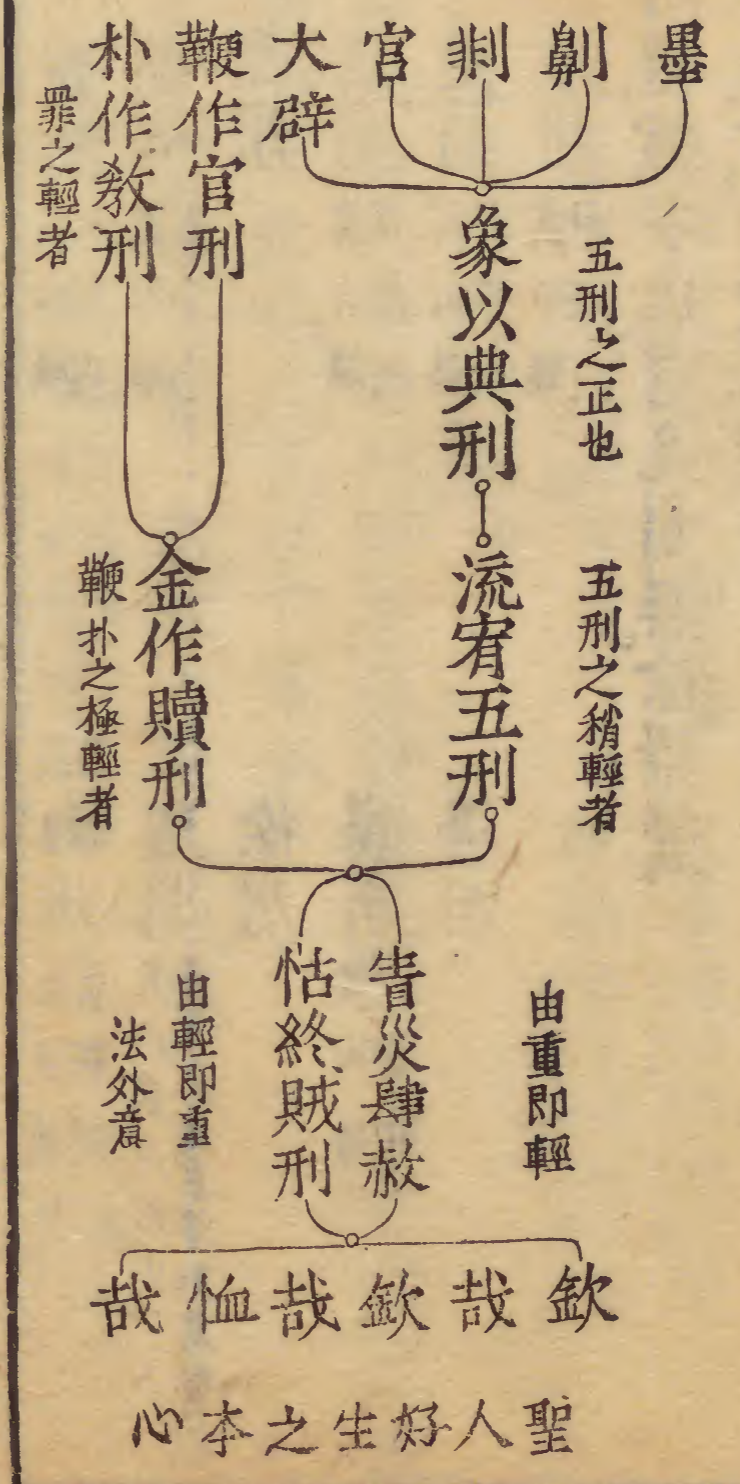 墨
劓
剕
宮
大辟
鞭作官刑
朴作教刑
罪之輕者
五刑之正也
象以典刑
五刑之稍輕者
流宥五刑
金作贖刑
鞭扑之極輕者
由重即輕
眚災肆赦
怙終賊刑
由輕即重
法外意
欽哉欽哉恤哉
聖人好生之本心